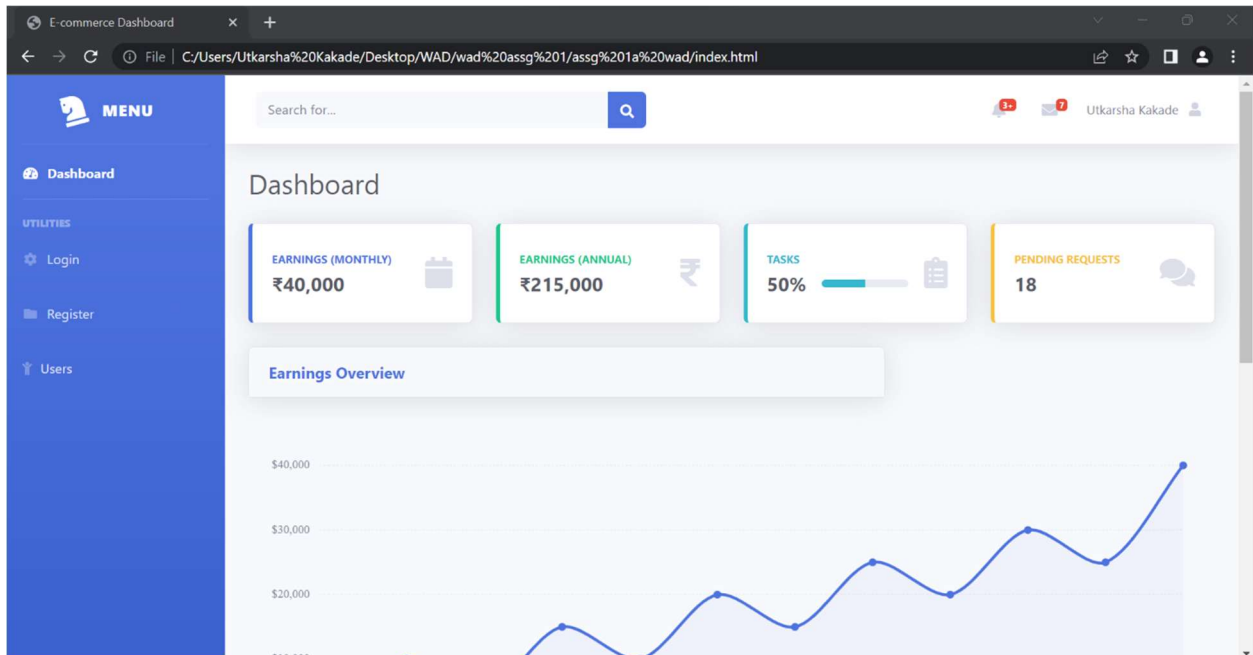 E-commerce Dashboard
File | C:/Users/Utkarsha%20Kakade/Desktop/WAD/wad%20assg%201/assg%201a%20wad/index.html
MENU
Search for...
3+
7
Utkarsha Kakade
Dashboard
UTILITIES
Login
Register
Users
Dashboard
EARNINGS (MONTHLY)
₹40,000
EARNINGS (ANNUAL)
₹215,000
TASKS
50%
PENDING REQUESTS
18
Earnings Overview
$40,000
$30,000
$20,000